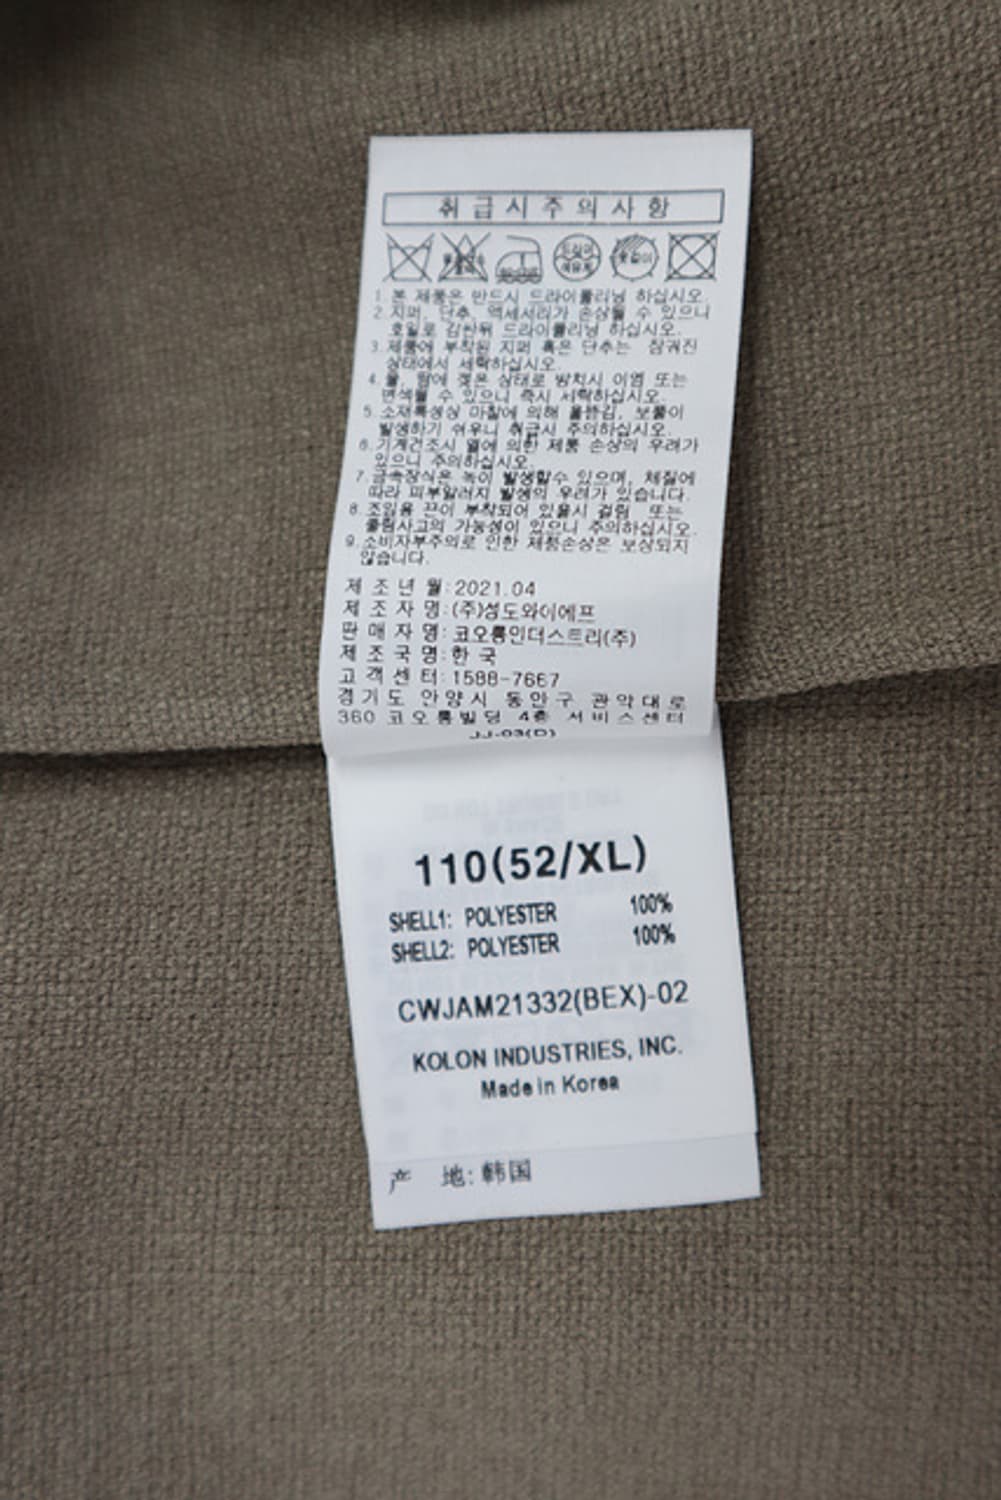 취급시주의사항
드라이
석유계
옷걸이
1. 본 제품은 반드시 드라이클리닝 하십시오.
2. 지퍼, 단추, 액세서리가 손상될 수 있으니
호일로 감싼뒤 드라이클리닝 하십시오.
3. 제품에 부착된 지퍼 혹은 단추는 잠궈진
상태에서 세탁하십시오.
4. 물, 땀에 젖은 상태로 방치시 이염 또는
변색될 수 있으니 즉시 세탁하십시오.
5. 소재특성상 마찰에 의해 올뜯김, 보풀이
발생하기 쉬우니 취급시 주의하십시오.
6. 기계건조시 열에 의한 제품 손상의 우려가
있으니 주의하십시오.
7. 금속장식은 녹이 발생할수 있으며, 체질에
따라 피부알러지 발생의 우려가 있습니다.
8. 조임용 끈이 부착되어 있을시 걸림 또는
쏠림사고의 가능성이 있으니 주의하십시오.
9. 소비자부주의로 인한 제품손상은 보상되지
않습니다.
제 조 년 월: 2021.04
제 조 자 명: (주)성도와이에프
판 매 자 명: 코오롱인더스트리(주)
제 조 국 명: 한 국
고 객 센 터: 1588-7667
경기도 안양시 동안구 관악대로
360 코오롱빌딩 4층 서비스센터
JJ-03(D)
110(52/XL)
SHELL1: POLYESTER 100%
SHELL2: POLYESTER 100%
CWJAM21332(BEX)-02
KOLON INDUSTRIES, INC.
Made in Korea
产 地: 韩国